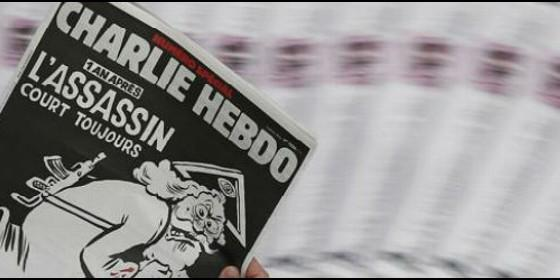 CHARLIE HEBDO
NUMÉRO SPÉCIAL
1 AN APRÈS
L'ASSASSIN
COURT TOUJOURS